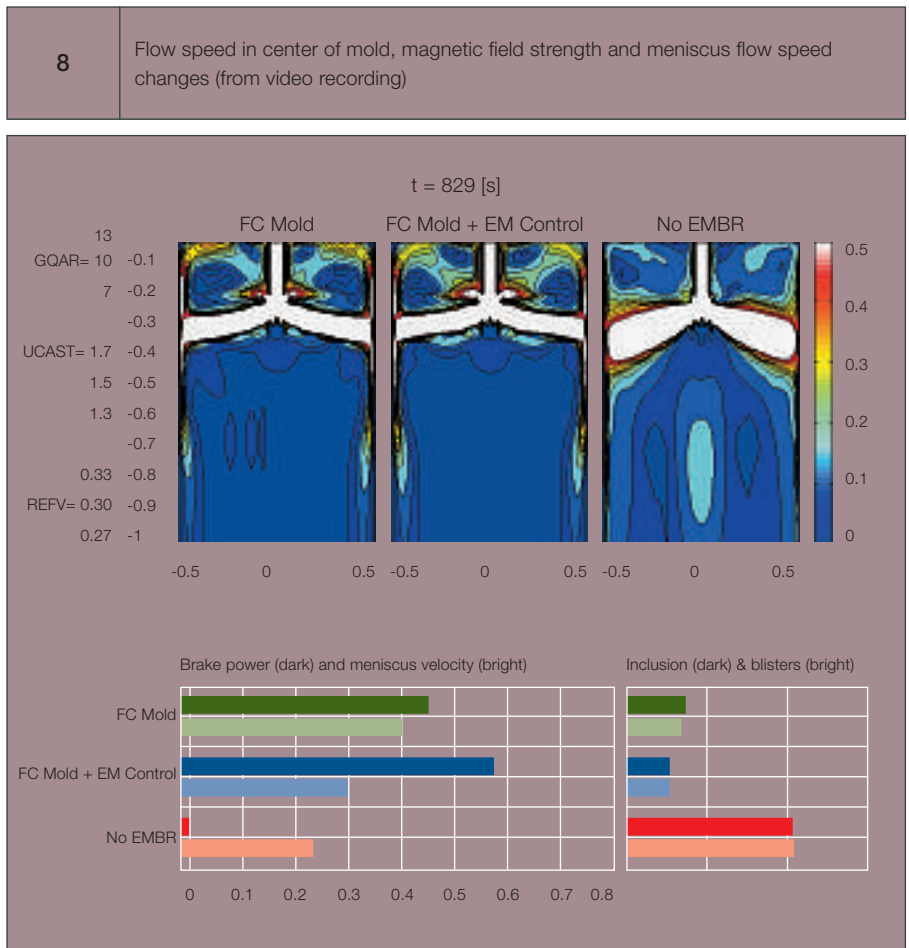 8
Flow speed in center of mold, magnetic field strength and meniscus flow speed
changes (from video recording)
t = 829 [s]
FC Mold
FC Mold + EM Control
No EMBR
13
GQAR= 10
7
UCAST= 1.7
1.5
1.3
0.33
REFV= 0.30
0.27
-0.1
-0.2
-0.3
-0.4
-0.5
-0.6
-0.7
-0.8
-0.9
-1
0.5
0.4
0.3
0.2
0.1
0
-0.5 0 0.5
-0.5 0 0.5
-0.5 0 0.5
Brake power (dark) and meniscus velocity (bright)
FC Mold
FC Mold + EM Control
No EMBR
0 0.1 0.2 0.3 0.4 0.5 0.6 0.7 0.8
Inclusion (dark) & blisters (bright)